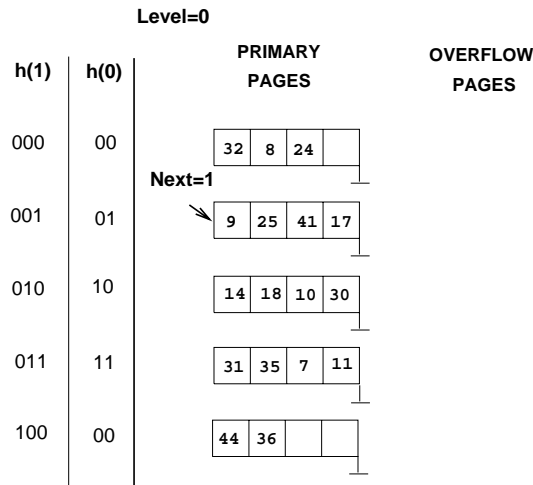 Level=0
h(1) h(0) PRIMARY PAGES OVERFLOW PAGES
000 00 32 8 24
Next=1
001 01 9 25 41 17
010 10 14 18 10 30
011 11 31 35 7 11
100 00 44 36